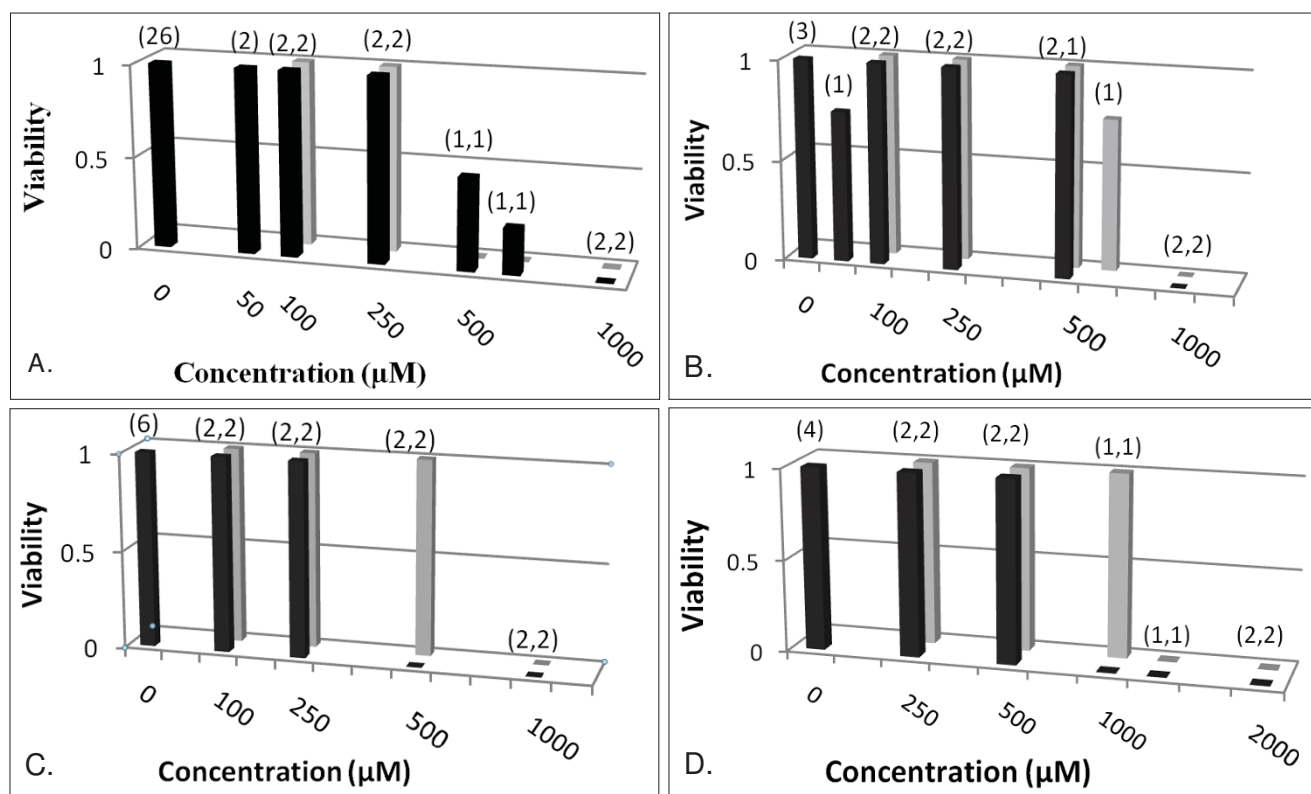 (26) (2) (2,2) (2,2)
1
(1,1)
0.5
(1,1)
(2,2)
0
Viability
0 50 100 250 500 1000
A. Concentration (µM)
(3) (2,2) (2,2) (2,1)
1
(1) (1)
0.5
(2,2)
0
Viability
0 100 250 500 1000
B. Concentration (µM)
(6) (2,2) (2,2) (2,2)
1
0.5
(2,2)
0
Viability
0 100 250 500 1000
C. Concentration (µM)
(4) (2,2) (2,2) (1,1)
1
0.5
(1,1) (2,2)
0
Viability
0 250 500 1000 2000
D. Concentration (µM)